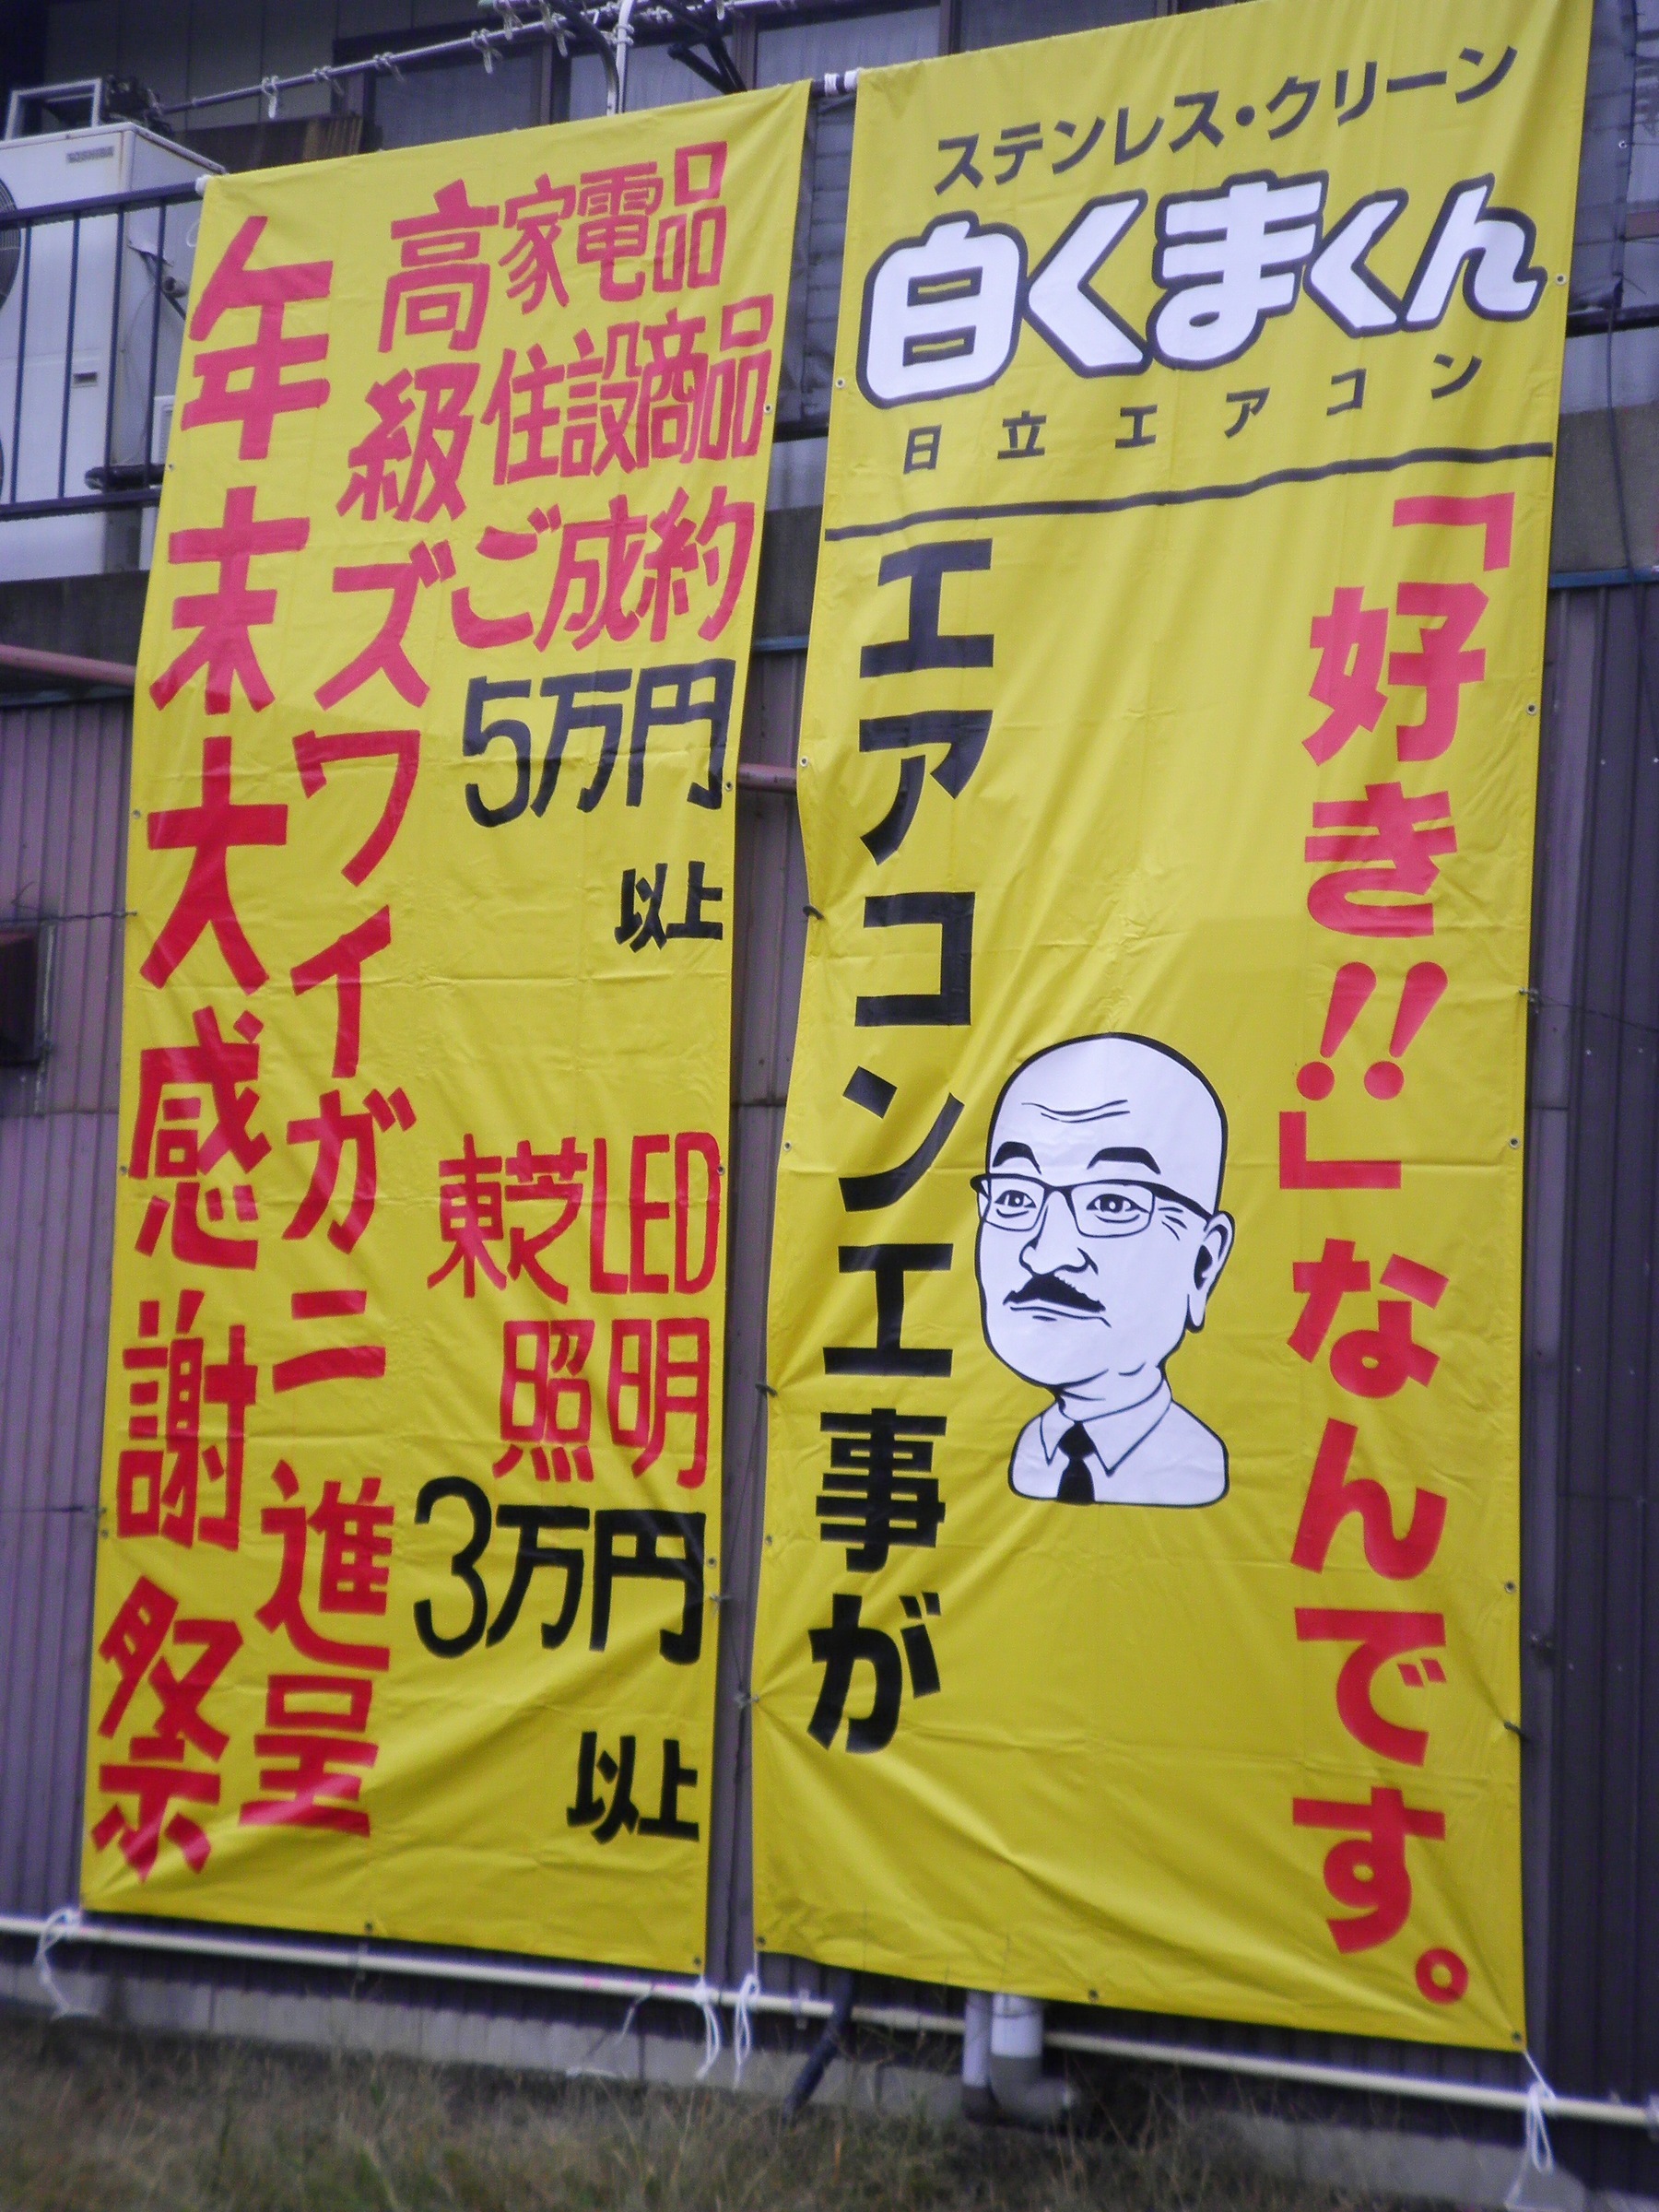 ステンレス・クリーン
白くまくん
日立エアコン
エアコン工事が
「好き!!」なんです。
年末大感謝祭
高級ズワイガニ進呈
家電品
住設商品
ご成約
5万円
以上
東芝LED
照明
3万円
以上
TOSHIBA